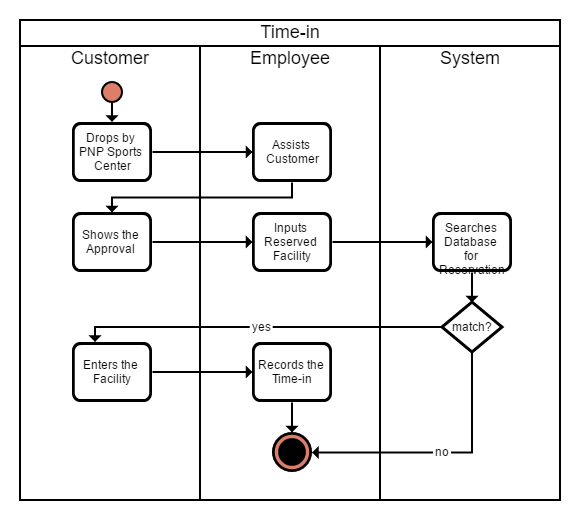 Time-in
Customer
Employee
System
Drops by
PNP Sports
Center
Assists
Customer
Shows the
Approval
Inputs
Reserved
Facility
Searches
Database
for
Reservation
match?
yes
Enters the
Facility
Records the
Time-in
no